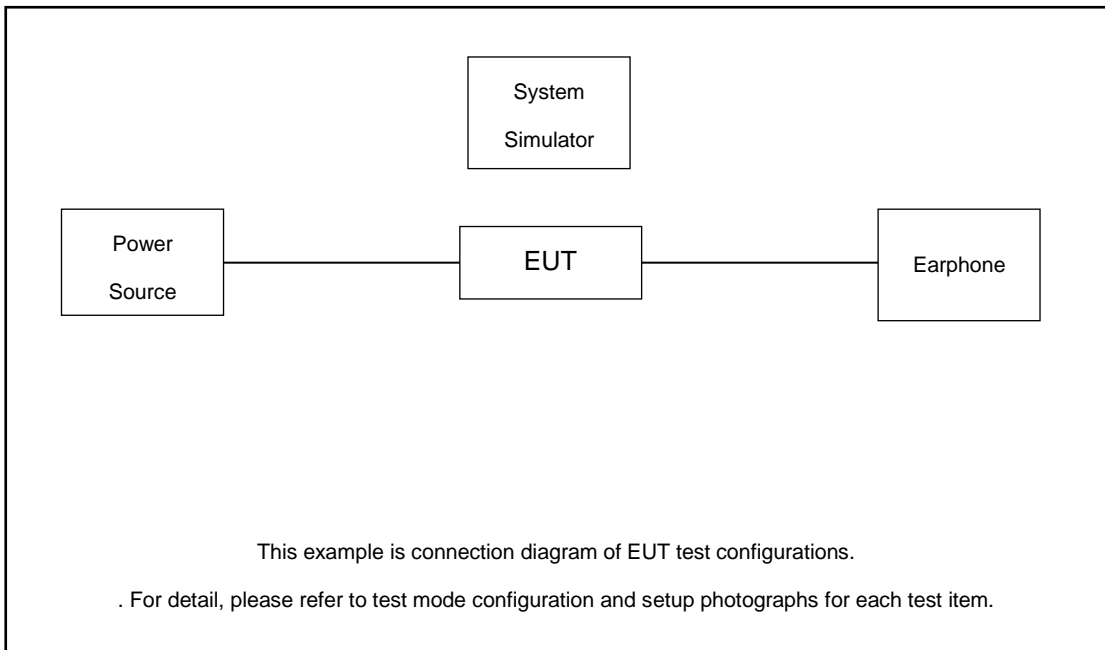 System
Simulator
Power
Source
EUT
Earphone
This example is connection diagram of EUT test configurations.
. For detail, please refer to test mode configuration and setup photographs for each test item.